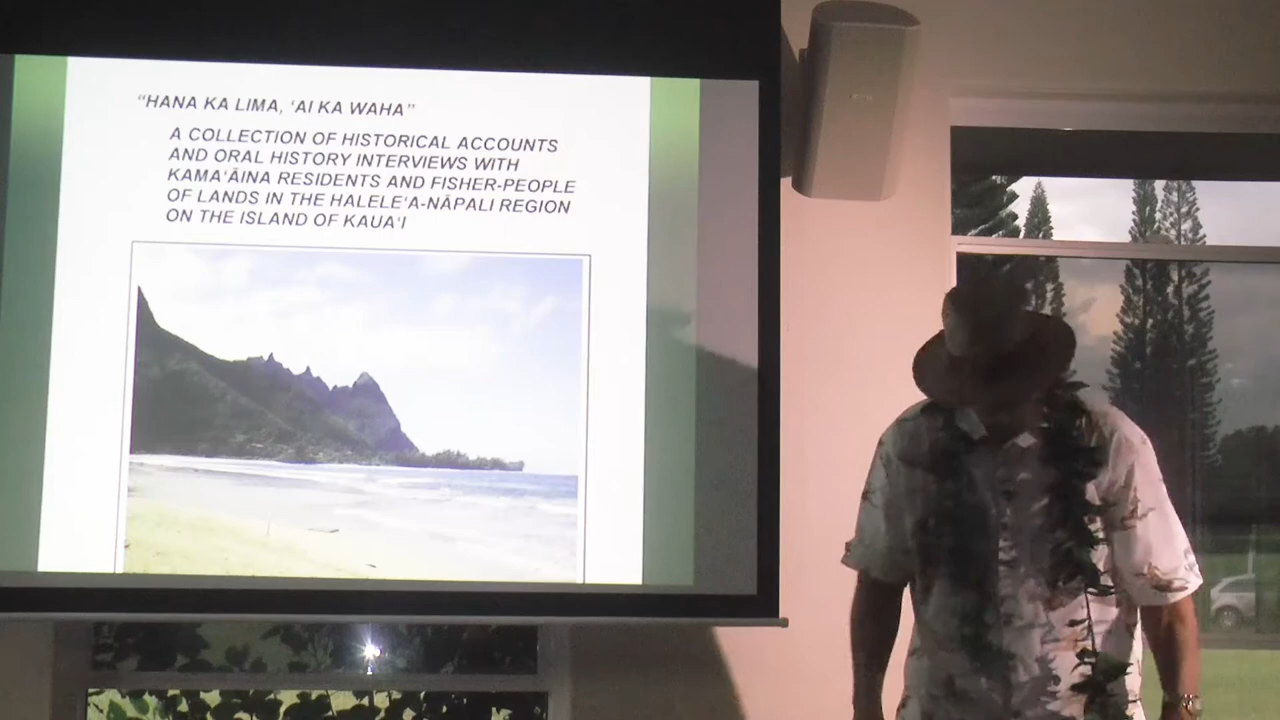 “HANA KA LIMA, ‘AI KA WAHA”
A COLLECTION OF HISTORICAL ACCOUNTS
AND ORAL HISTORY INTERVIEWS WITH
KAMA‘ĀINA RESIDENTS AND FISHER-PEOPLE
OF LANDS IN THE HALELE‘A-NĀPALI REGION
ON THE ISLAND OF KAUA‘I